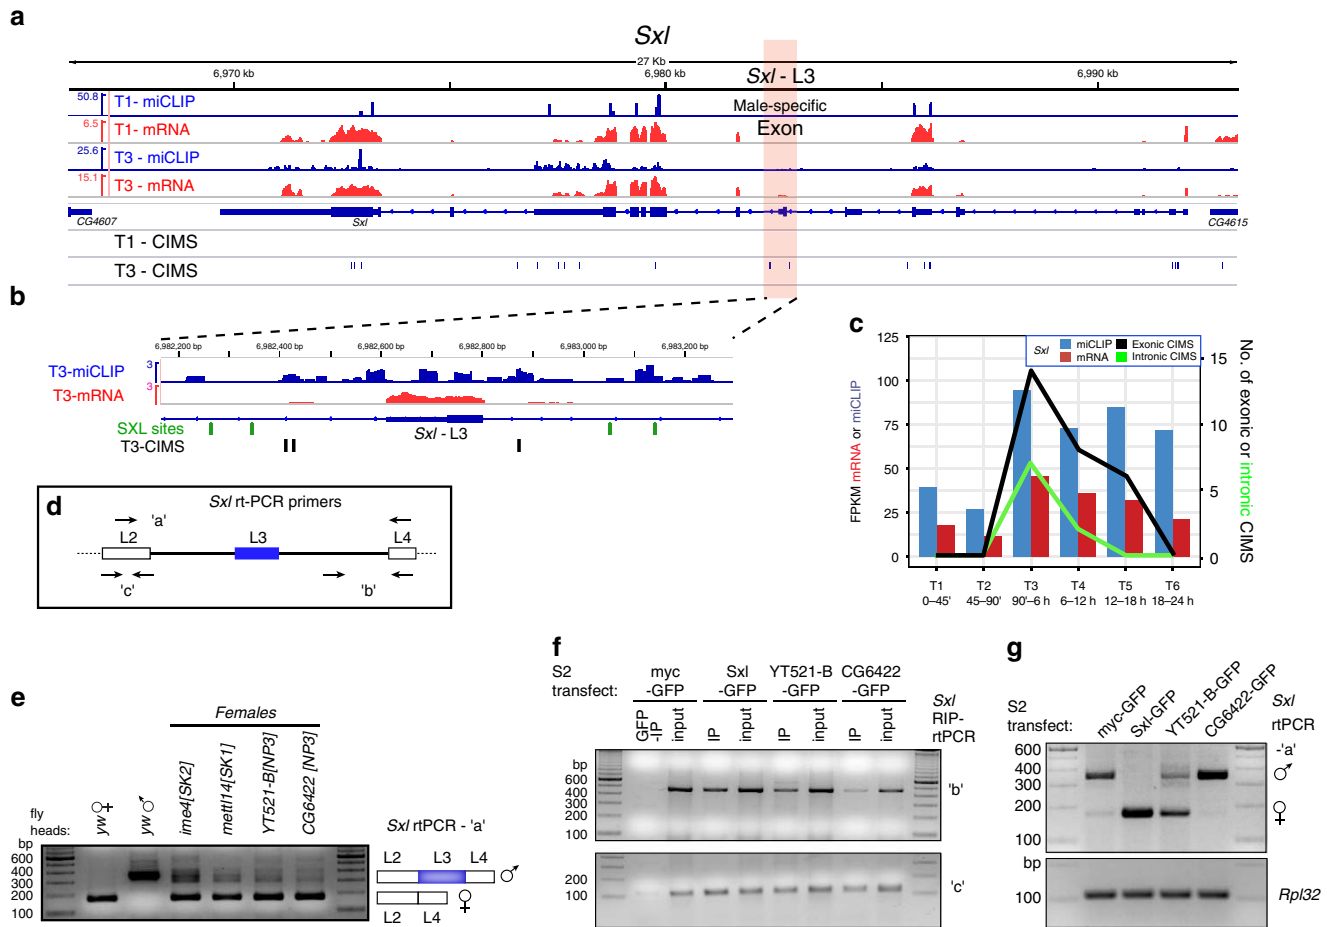 a
Sxl
27 Kb
6,970 kb
6,980 kb
6,990 kb
Sxl - L3
Male-specific
Exon
50.8
T1- miCLIP
6.5
T1- mRNA
25.6
T3 - miCLIP
15.1
T3 - mRNA
CG4607
Sxl
CG4615
T1 - CIMS
T3 - CIMS
b
6,982,200 bp
6,982,400 bp
6,982,600 bp
6,982,800 bp
6,983,000 bp
6,983,200 bp
T3-miCLIP
3
T3-mRNA
3
SXL sites
Sxl - L3
T3-CIMS
c
Sxl
miCLIP
mRNA
Exonic CIMS
Intronic CIMS
FPKM mRNA or miCLIP
125
100
75
50
25
0
No. of exonic or intronic CIMS
15
10
5
0
T1
T2
T3
T4
T5
T6
0–45'
45–90'
90'–6 h
6–12 h
12–18 h
18–24 h
d
Sxl rt-PCR primers
'a'
L2
L3
L4
'c'
'b'
e
Females
fly
heads:
yw♀
yw♂
ime4[SK2]
mettl14[SK1]
YT521-B[NP3]
CG6422 [NP3]
bp
600
400
300
200
100
Sxl rtPCR - 'a'
L2
L3
L4
♂
♀
L2
L4
f
S2
transfect:
myc
-GFP
Sxl
-GFP
YT521-B
-GFP
CG6422
-GFP
GFP
-IP
input
IP
input
IP
input
IP
input
Sxl
RIP-
rtPCR
bp
600
400
300
200
100
'b'
200
100
'c'
g
S2
transfect:
myc-GFP
Sxl-GFP
YT521-B-GFP
CG6422-GFP
Sxl
rtPCR
-'a'
600
400
300
200
100
♂
♀
bp
100
Rpl32